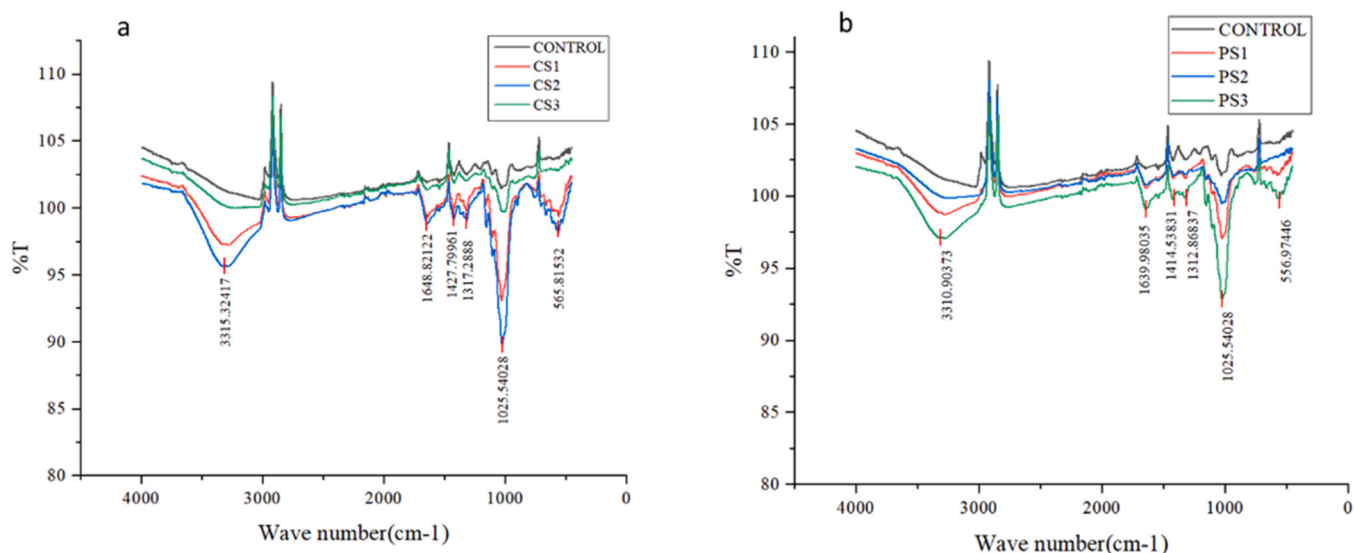 a
CONTROL
CS1
CS2
CS3
110
105
100
95
90
85
80
%T
3315.32417
1648.82122
1427.79961
1317.2888
1025.54028
565.81532
4000
3000
2000
1000
0
Wave number(cm-1)
b
CONTROL
PS1
PS2
PS3
110
105
100
95
90
85
80
%T
3310.90373
1639.98035
1414.53831
1312.86837
1025.54028
556.97446
4000
3000
2000
1000
0
Wave number(cm-1)